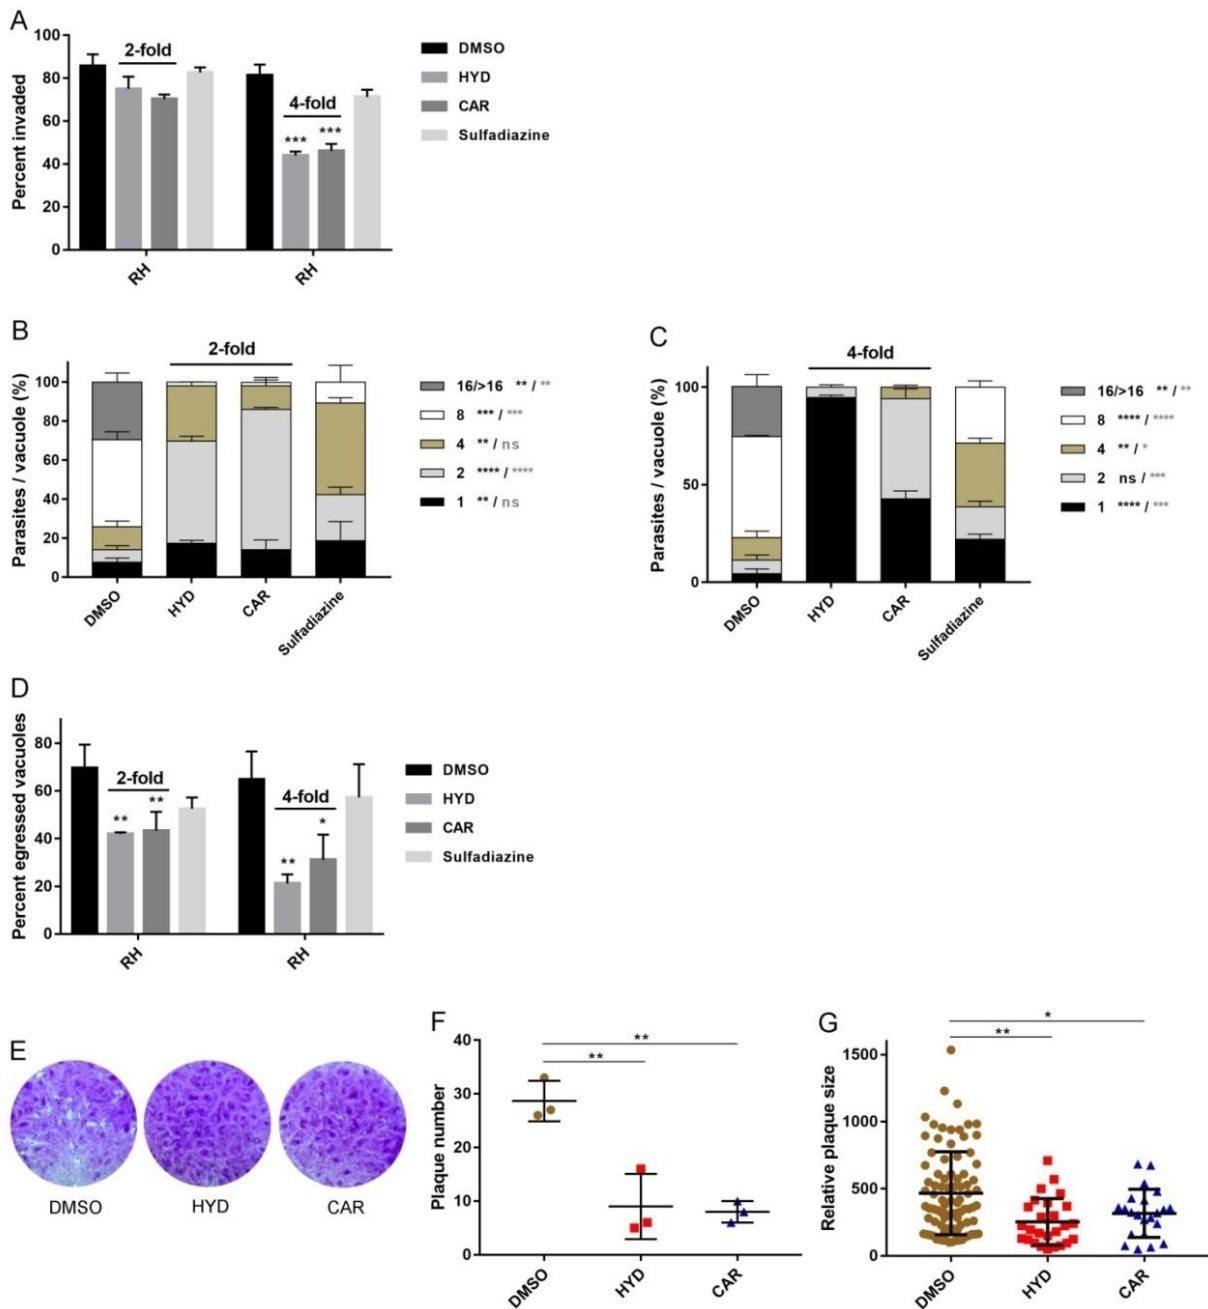 A
Percent invaded
100
80
60
40
20
0
2-fold
4-fold
*** ***
RH RH
DMSO
HYD
CAR
Sulfadiazine
B
2-fold
Parasites / vacuole (%)
100
80
60
40
20
0
DMSO HYD CAR Sulfadiazine
16/>16 ** / **
8 *** / ***
4 ** / ns
2 **** / ****
1 ** / ns
C
4-fold
Parasites / vacuole (%)
100
50
0
DMSO HYD CAR Sulfadiazine
16/>16 ** / **
8 **** / ****
4 ** / *
2 ns / ***
1 **** / ***
D
Percent egressed vacuoles
80
60
40
20
0
2-fold
** **
4-fold
** *
RH RH
DMSO
HYD
CAR
Sulfadiazine
E
DMSO HYD CAR
F
Plaque number
40
30
20
10
0
**
**
DMSO HYD CAR
G
Relative plaque size
1500
1000
500
0
*
**
DMSO HYD CAR